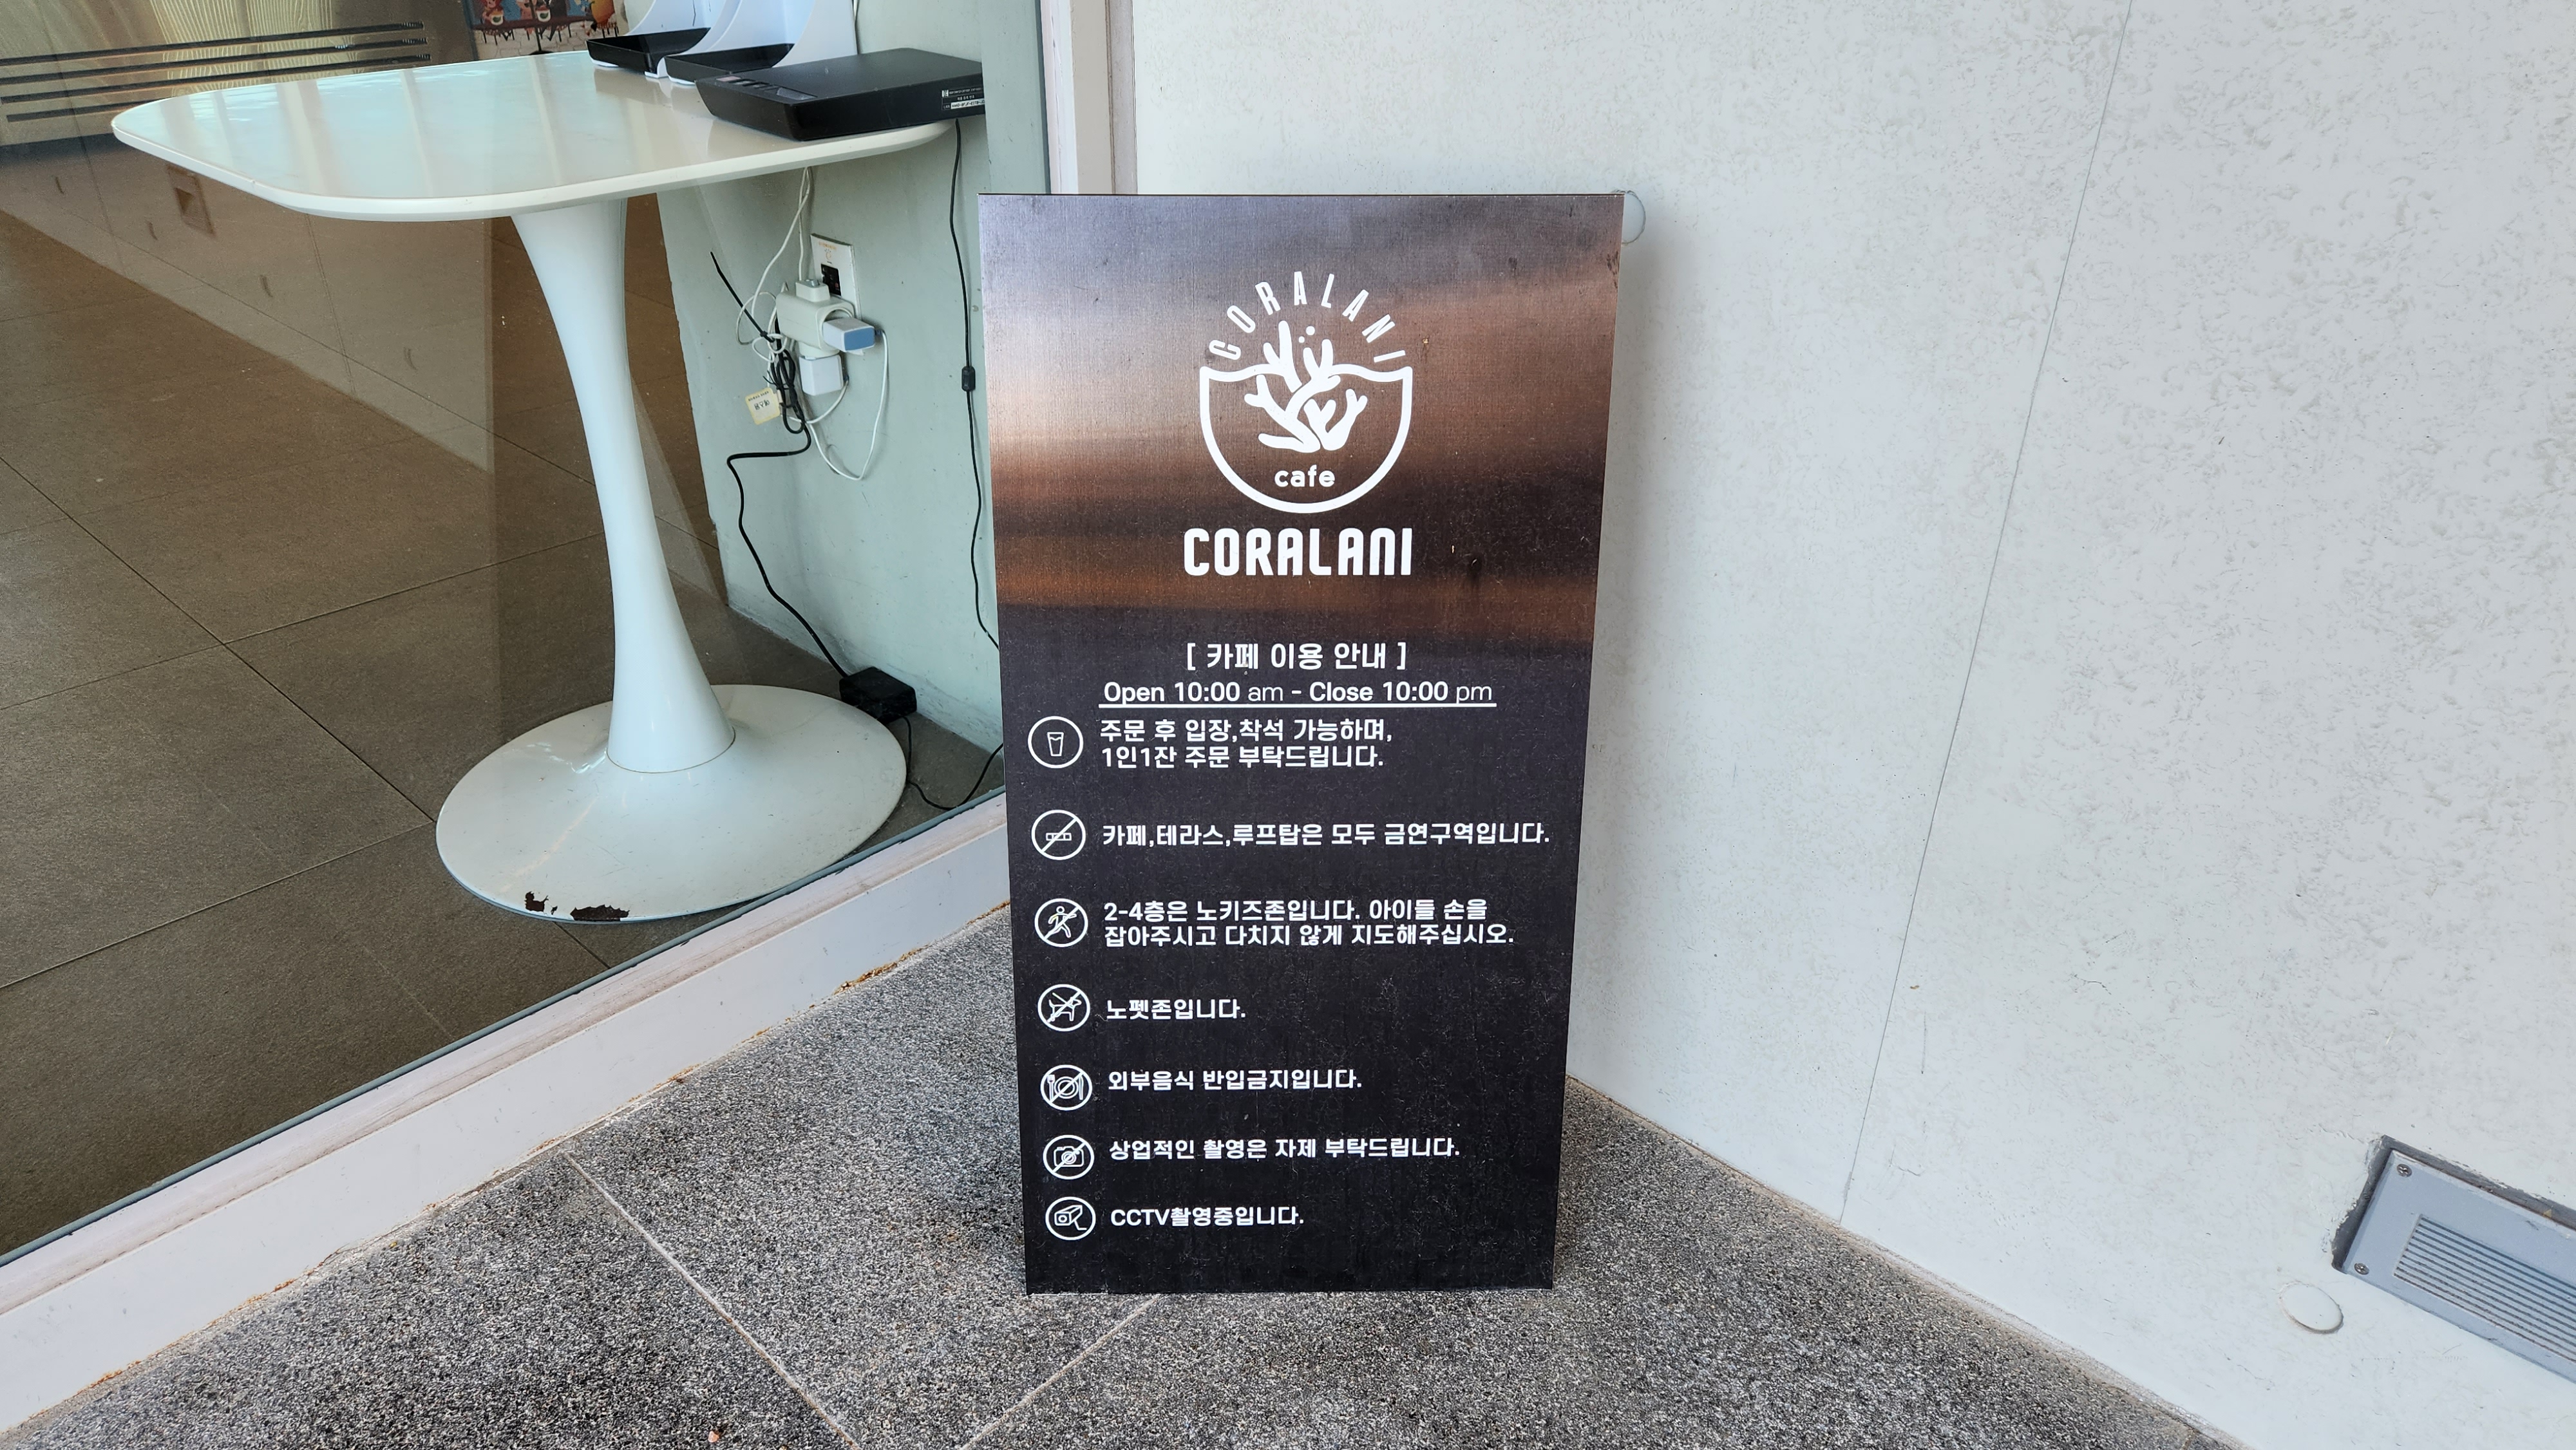 CORALANI
cafe
CORALANI
[ 카페 이용 안내 ]
Open 10:00 am - Close 10:00 pm
주문 후 입장,착석 가능하며,
1인1잔 주문 부탁드립니다.
카페,테라스,루프탑은 모두 금연구역입니다.
2-4층은 노키즈존입니다. 아이들 손을
잡아주시고 다치지 않게 지도해주십시오.
노펫존입니다.
외부음식 반입금지입니다.
상업적인 촬영은 자제 부탁드립니다.
CCTV촬영중입니다.